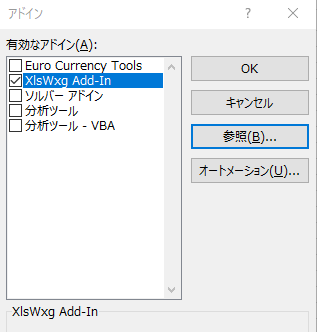 アドイン
?
有効なアドイン(A):
Euro Currency Tools
XlsWxg Add-In
ソルバー アドイン
分析ツール
分析ツール - VBA
OK
キャンセル
参照(B)...
オートメーション(U)...
XlsWxg Add-In